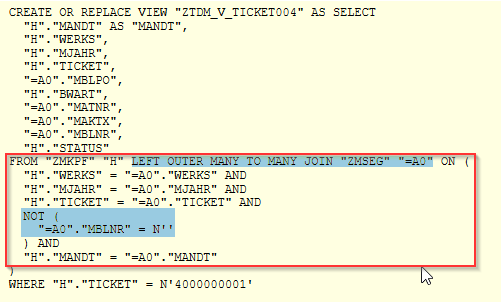 CREATE OR REPLACE VIEW "ZTDM_V_TICKET004" AS SELECT
"H"."MANDT" AS "MANDT",
"H"."WERKS",
"H"."MJAHR",
"H"."TICKET",
"=A0"."MBLPO",
"H"."BWART",
"=A0"."MATNR",
"=A0"."MAKTX",
"=A0"."MBLNR",
"H"."STATUS"
FROM "ZMKPF" "H" LEFT OUTER MANY TO MANY JOIN "ZMSEG" "=A0" ON (
"H"."WERKS" = "=A0"."WERKS" AND
"H"."MJAHR" = "=A0"."MJAHR" AND
"H"."TICKET" = "=A0"."TICKET" AND
NOT (
"=A0"."MBLNR" = N''
) AND
"H"."MANDT" = "=A0"."MANDT"
)
WHERE "H"."TICKET" = N'4000000001'